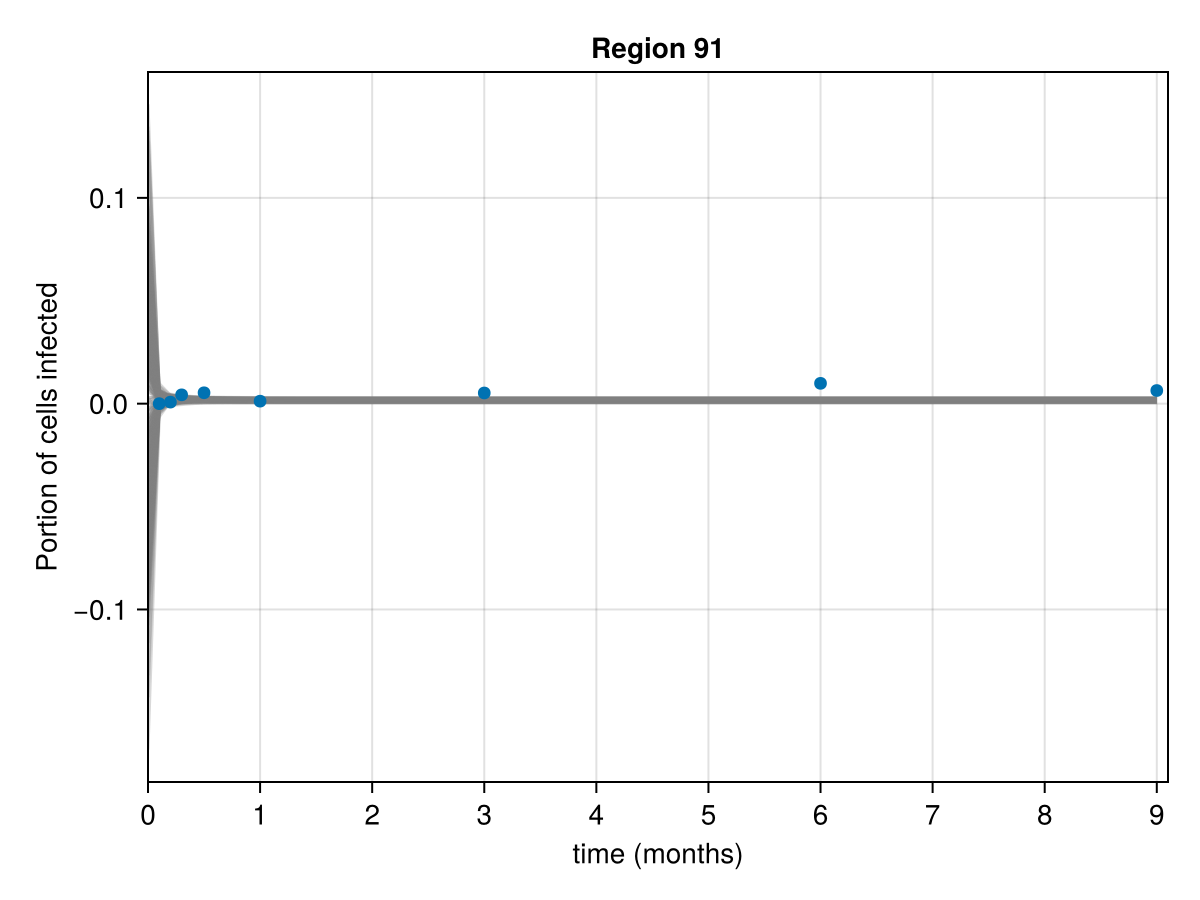 Region 91
Portion of cells infected
0.1
0.0
−0.1
0 1 2 3 4 5 6 7 8 9
time (months)